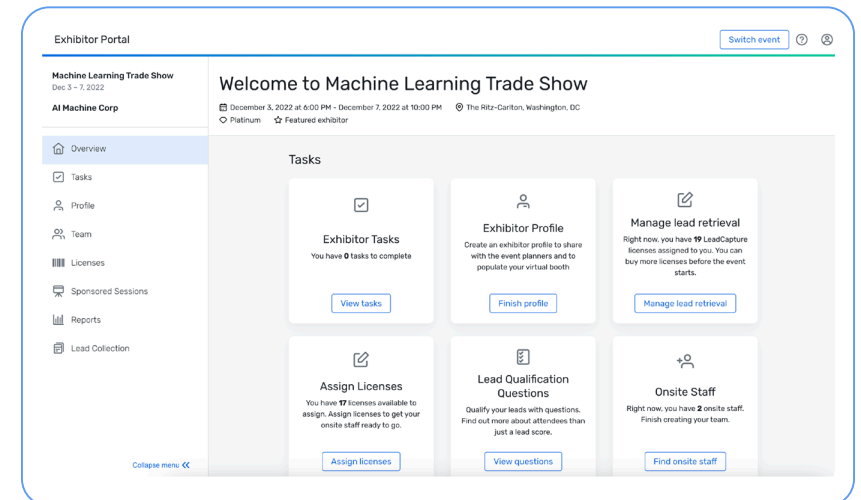 Exhibitor Portal
Switch event
Machine Learning Trade Show
Dec 3 – 7, 2022
AI Machine Corp
Overview
Tasks
Profile
Team
Licenses
Sponsored Sessions
Reports
Lead Collection
Collapse menu
Welcome to Machine Learning Trade Show
December 3, 2022 at 6:00 PM - December 7, 2022 at 10:00 PM
The Ritz-Carlton, Washington, DC
Platinum
Featured exhibitor
Tasks
Exhibitor Tasks
You have 0 tasks to complete
View tasks
Exhibitor Profile
Create an exhibitor profile to share
with the event planners and to
populate your virtual booth
Finish profile
Manage lead retrieval
Right now, you have 19 LeadCapture
licenses assigned to you. You can
buy more licenses before the event
starts.
Manage lead retrieval
Assign Licenses
You have 17 licenses available to
assign. Assign licenses to get your
onsite staff ready to go.
Assign licenses
Lead Qualification
Questions
Qualify your leads with questions.
Find out more about attendees than
just a lead score.
View questions
Onsite Staff
Right now, you have 2 onsite staff.
Finish creating your team.
Find onsite staff